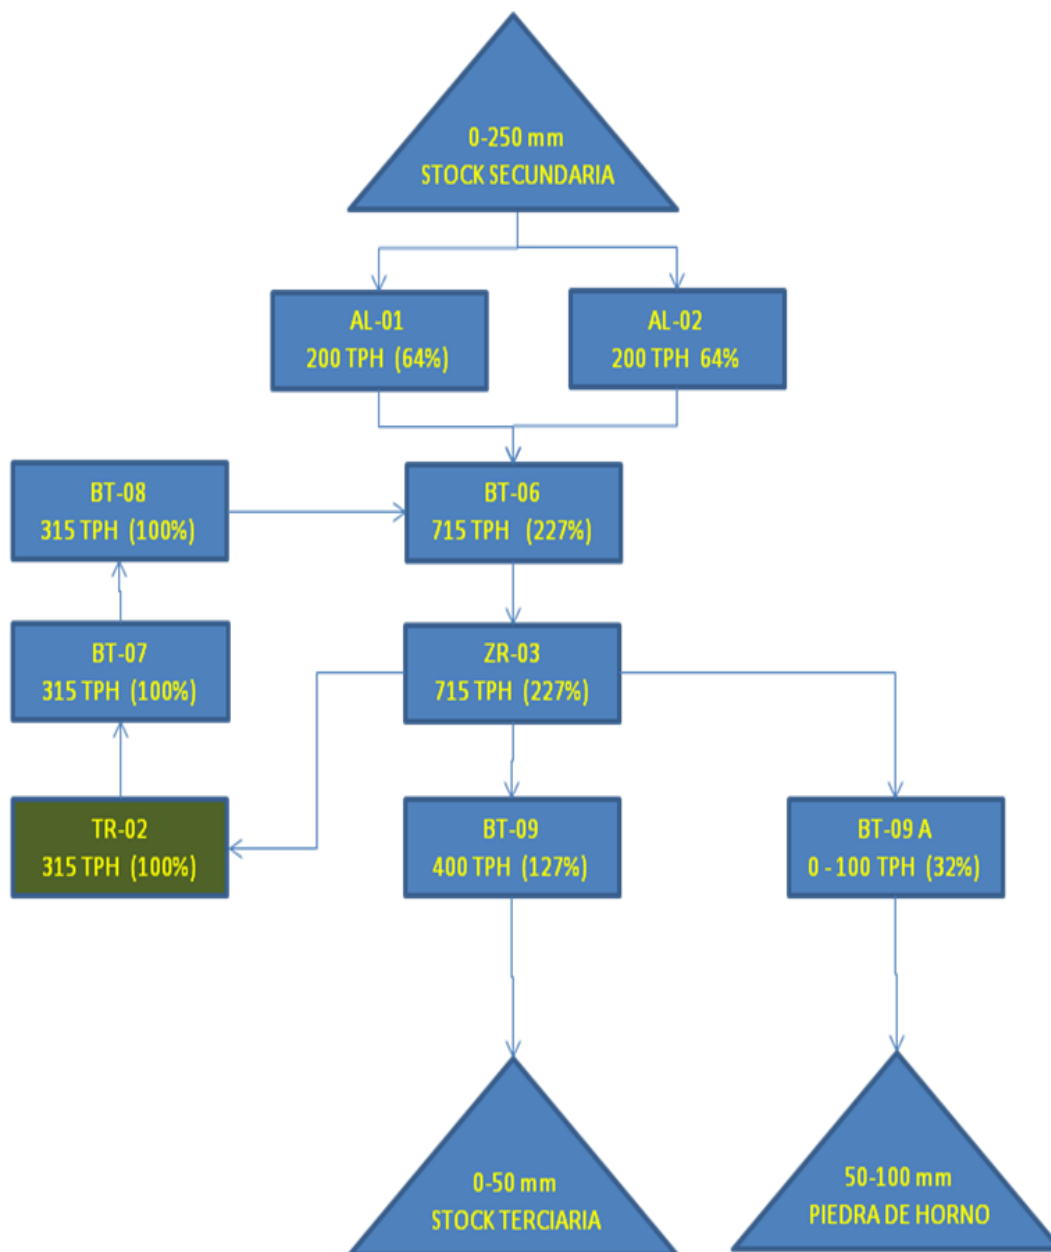 0-250 mm
STOCK SECUNDARIA
AL-01
200 TPH (64%)
AL-02
200 TPH 64%
BT-08
315 TPH (100%)
BT-06
715 TPH (227%)
BT-07
315 TPH (100%)
ZR-03
715 TPH (227%)
TR-02
315 TPH (100%)
BT-09
400 TPH (127%)
BT-09 A
0 - 100 TPH (32%)
0-50 mm
STOCK TERCIARIA
50-100 mm
PIEDRA DE HORNO